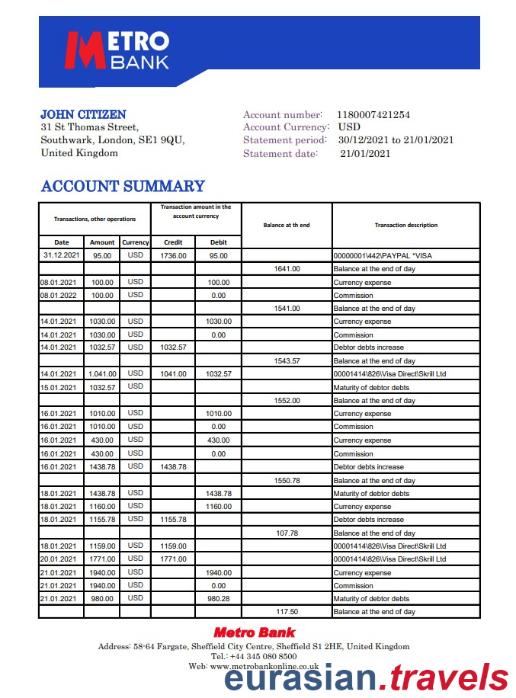 METRO
BANK
JOHN CITIZEN
31 St Thomas Street,
Southwark, London, SE1 9QU,
United Kingdom
Account number: 1180007421254
Account Currency: USD
Statement period: 30/12/2021 to 21/01/2021
Statement date: 21/01/2021
ACCOUNT SUMMARY
Transactions, other operations
Transaction amount in the
account currency
Balance at th end
Transaction description
Date Amount Currency Credit Debit
31.12.2021 95.00 USD 1736.00 95.00 00000001\442\PAYPAL *VISA
1641.00 Balance at the end of day
08.01.2021 100.00 USD 100.00 Currency expense
08.01.2022 100.00 USD 0.00 Commission
1541.00 Balance at the end of day
14.01.2021 1030.00 USD 1030.00 Currency expense
14.01.2021 1030.00 USD 0.00 Commission
14.01.2021 1032.57 USD 1032.57 Debtor debts increase
1543.57 Balance at the end of day
14.01.2021 1.041.00 USD 1041.00 1032.57 00001414\826\Visa Direct\Skrill Ltd
15.01.2021 1032.57 USD Maturity of debtor debts
1552.00 Balance at the end of day
16.01.2021 1010.00 USD 1010.00 Currency expense
16.01.2021 1010.00 USD 0.00 Commission
16.01.2021 430.00 USD 430.00 Currency expense
16.01.2021 430.00 USD 0.00 Commission
16.01.2021 1438.78 USD 1438.78 Debtor debts increase
1550.78 Balance at the end of day
18.01.2021 1438.78 USD 1438.78 Maturity of debtor debts
18.01.2021 1160.00 USD 1160.00 Currency expense
18.01.2021 1155.78 USD 1155.78 Debtor debts increase
107.78 Balance at the end of day
18.01.2021 1159.00 USD 1159.00 00001414\826\Visa Direct\Skrill Ltd
20.01.2021 1771.00 USD 1771.00 00001414\826\Visa Direct\Skrill Ltd
21.01.2021 1940.00 USD 1940.00 Currency expense
21.01.2021 1940.00 USD 0.00 Commission
21.01.2021 980.00 USD 980.28 Maturity of debtor debts
117.50 Balance at the end of day
Metro Bank
Address: 58-64 Fargate, Sheffield City Centre, Sheffield S1 2HE, United Kingdom
Tel.: +44 345 080 8500
Web: www.metrobankonline.co.uk
eurasian.travels